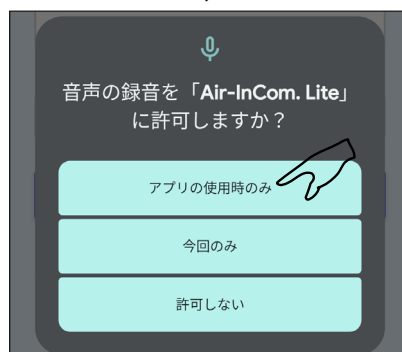 音声の録音を「Air-InCom. Lite」
に許可しますか？
アプリの使用時のみ
今回のみ
許可しない